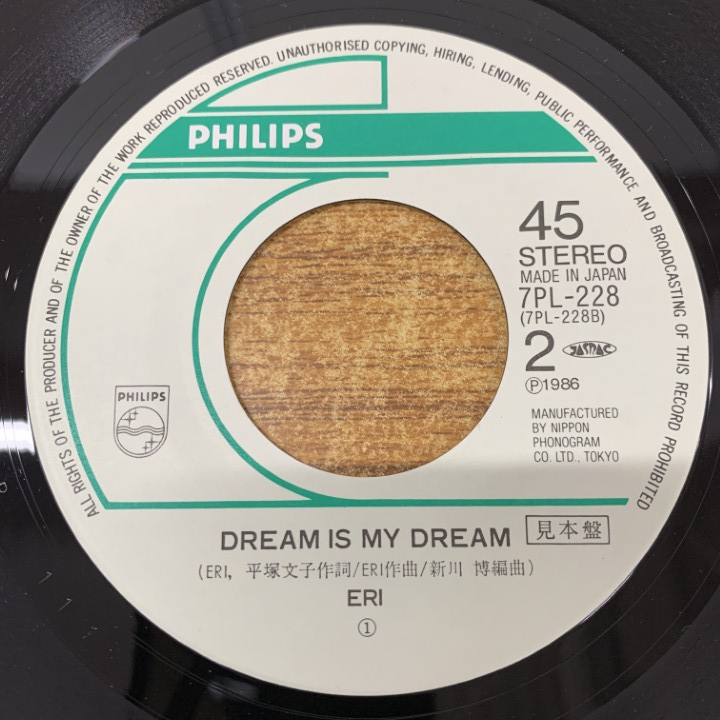 ALL RIGHTS OF THE PRODUCER AND OF THE OWNER OF THE WORK REPRODUCED RESERVED. UNAUTHORISED COPYING, HIRING, LENDING, PUBLIC PERFORMANCE AND BROADCASTING OF THIS RECORD PROHIBITED
PHILIPS
45
STEREO
MADE IN JAPAN
7PL-228
(7PL-228B)
2 JASRAC
Ⓟ1986
PHILIPS
MANUFACTURED
BY NIPPON
PHONOGRAM
CO. LTD., TOKYO
DREAM IS MY DREAM 見本盤
(ERI, 平塚文子作詞/ERI作曲/新川 博編曲)
ERI
①